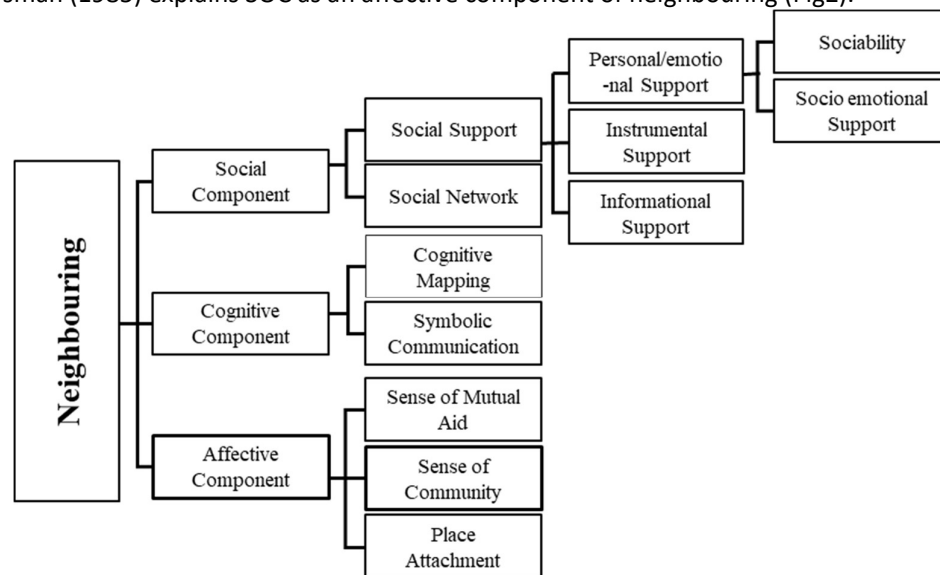 (1985) explains SOC as an affective component of neighbouring (Fig2).
Neighbouring
Social
Component
Cognitive
Component
Affective
Component
Social Support
Social Network
Cognitive
Mapping
Symbolic
Communication
Sense of Mutual
Aid
Sense of
Community
Place
Attachment
Personal/emotio
-nal Support
Instrumental
Support
Informational
Support
Sociability
Socio emotional
Support